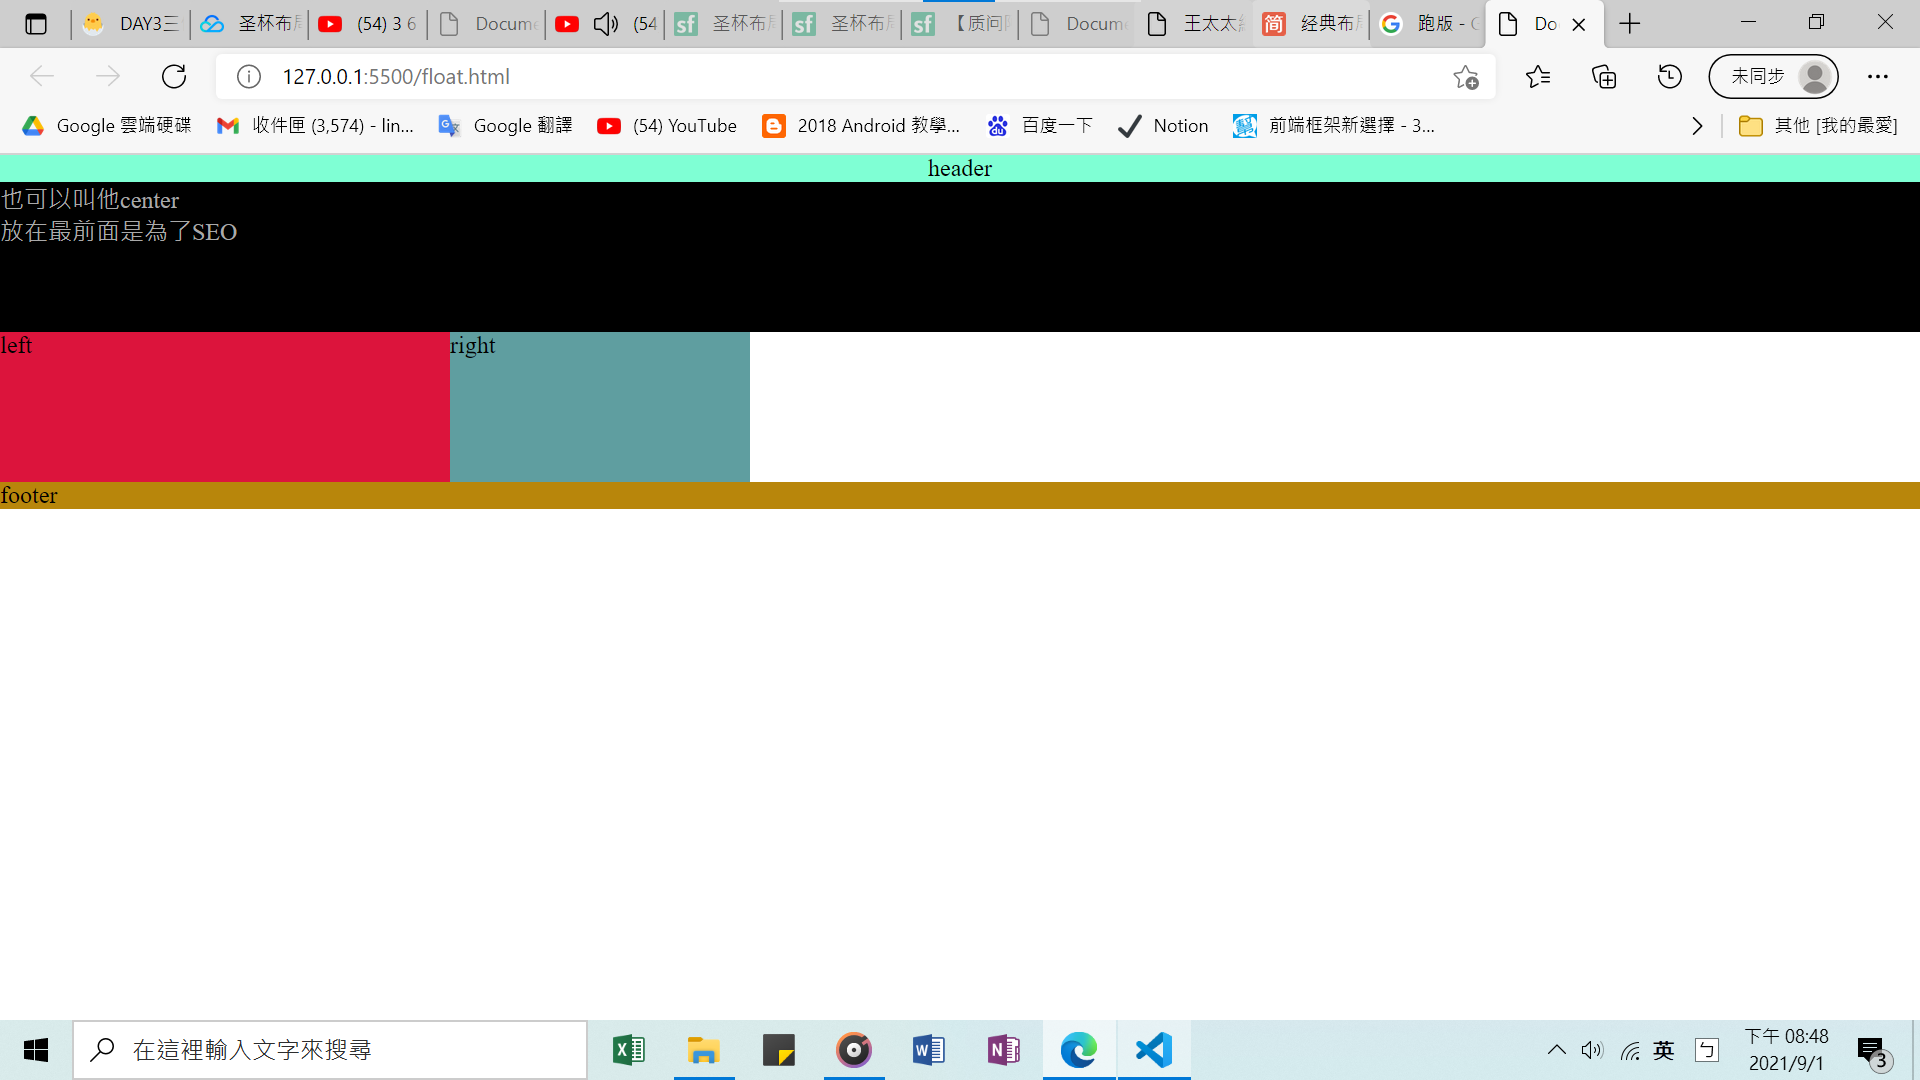 DAY3三
圣杯布局
(54) 3 6
Docume
(54
圣杯布局
圣杯布局
【质问
Docume
王太太
经典布局
跑版 - G
Do
127.0.0.1:5500/float.html
未同步
Google 雲端硬碟
收件匣 (3,574) - lin...
Google 翻譯
(54) YouTube
2018 Android 教學...
百度一下
Notion
前端框架新選擇 - 3...
其他 [我的最愛]
header
也可以叫他center
放在最前面是為了SEO
left
right
footer
在這裡輸入文字來搜尋
英
ㄅ
下午 08:48
2021/9/1
3